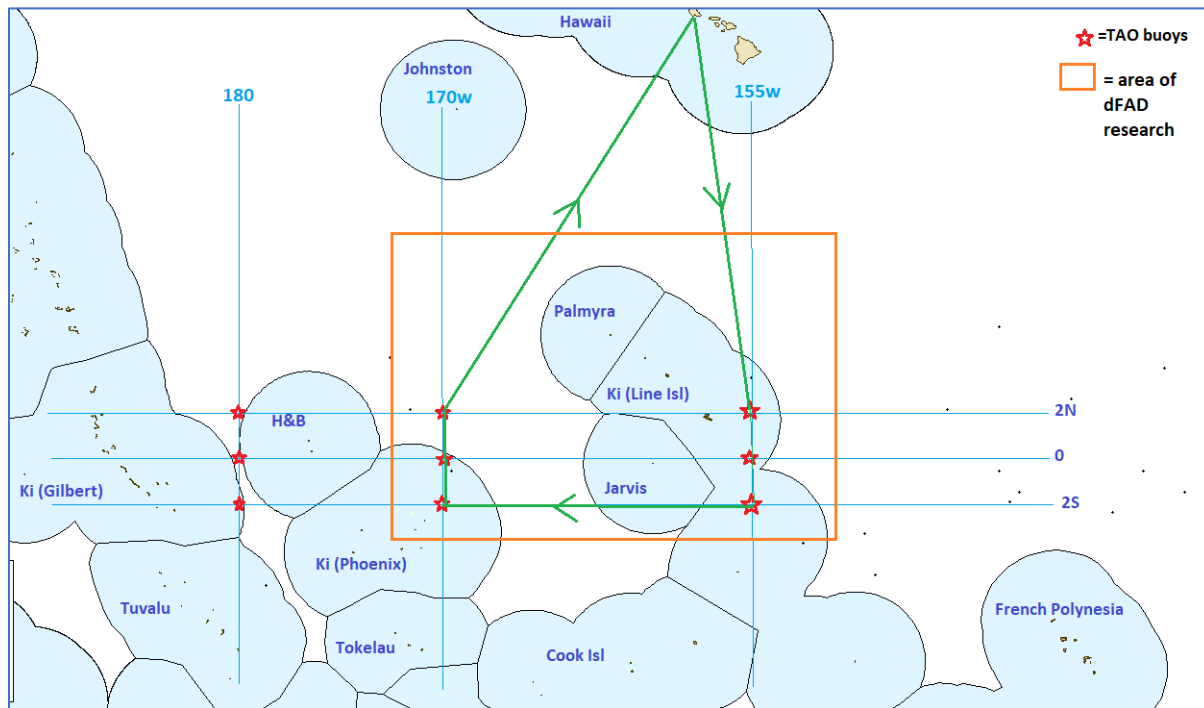 Hawaii
=TAO buoys
Johnston
= area of
dFAD
research
180
170w
155w
Palmyra
Ki (Line Isl)
2N
H&B
0
Ki (Gilbert)
Jarvis
2S
Ki (Phoenix)
Tuvalu
French Polynesia
Tokelau
Cook Isl